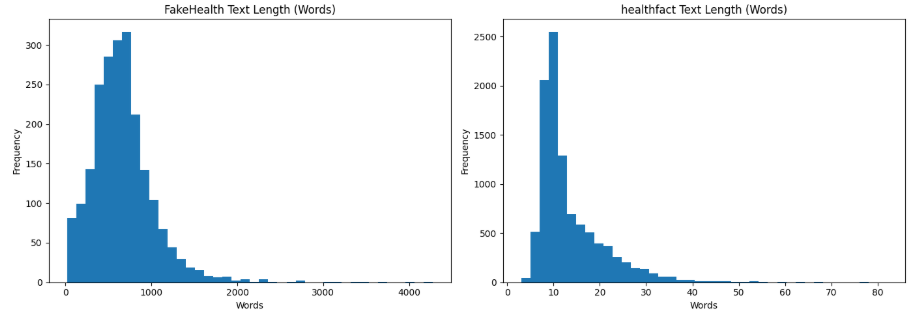 FakeHealth Text Length (Words)
300
250
200
150
100
50
0
Frequency
0 1000 2000 3000 4000
Words
healthfact Text Length (Words)
2500
2000
1500
1000
500
0
Frequency
0 10 20 30 40 50 60 70 80
Words